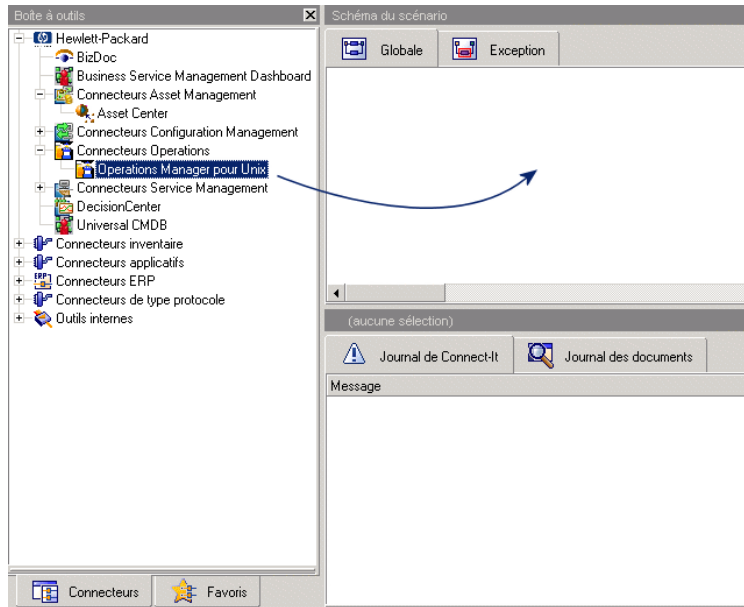 Boîte à outils
Hewlett-Packard
BizDoc
Business Service Management Dashboard
Connecteurs Asset Management
Asset Center
Connecteurs Configuration Management
Connecteurs Operations
Operations Manager pour Unix
Connecteurs Service Management
DecisionCenter
Universal CMDB
Connecteurs inventaire
Connecteurs applicatifs
Connecteurs ERP
Connecteurs de type protocole
Outils internes
Connecteurs
Favoris
Schéma du scénario
Globale
Exception
(aucune sélection)
Journal de Connect-It
Journal des documents
Message